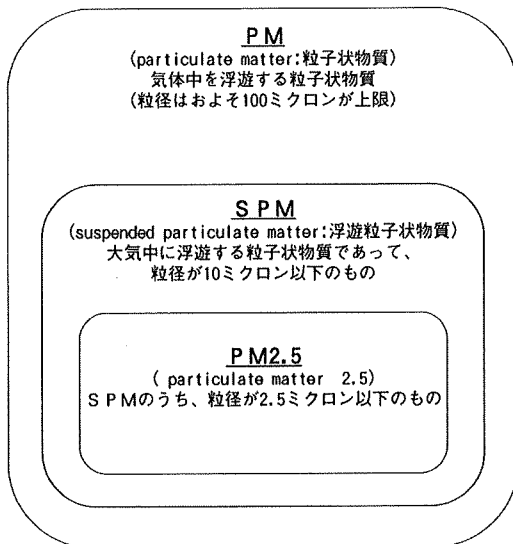 PM
(particulate matter:粒子状物質)
気体中を浮遊する粒子状物質
(粒径はおよそ100ミクロンが上限)
SPM
(suspended particulate matter:浮遊粒子状物質)
大気中に浮遊する粒子状物質であって、
粒径が10ミクロン以下のもの
PM2.5
( particulate matter 2.5)
SPMのうち、粒径が2.5ミクロン以下のもの